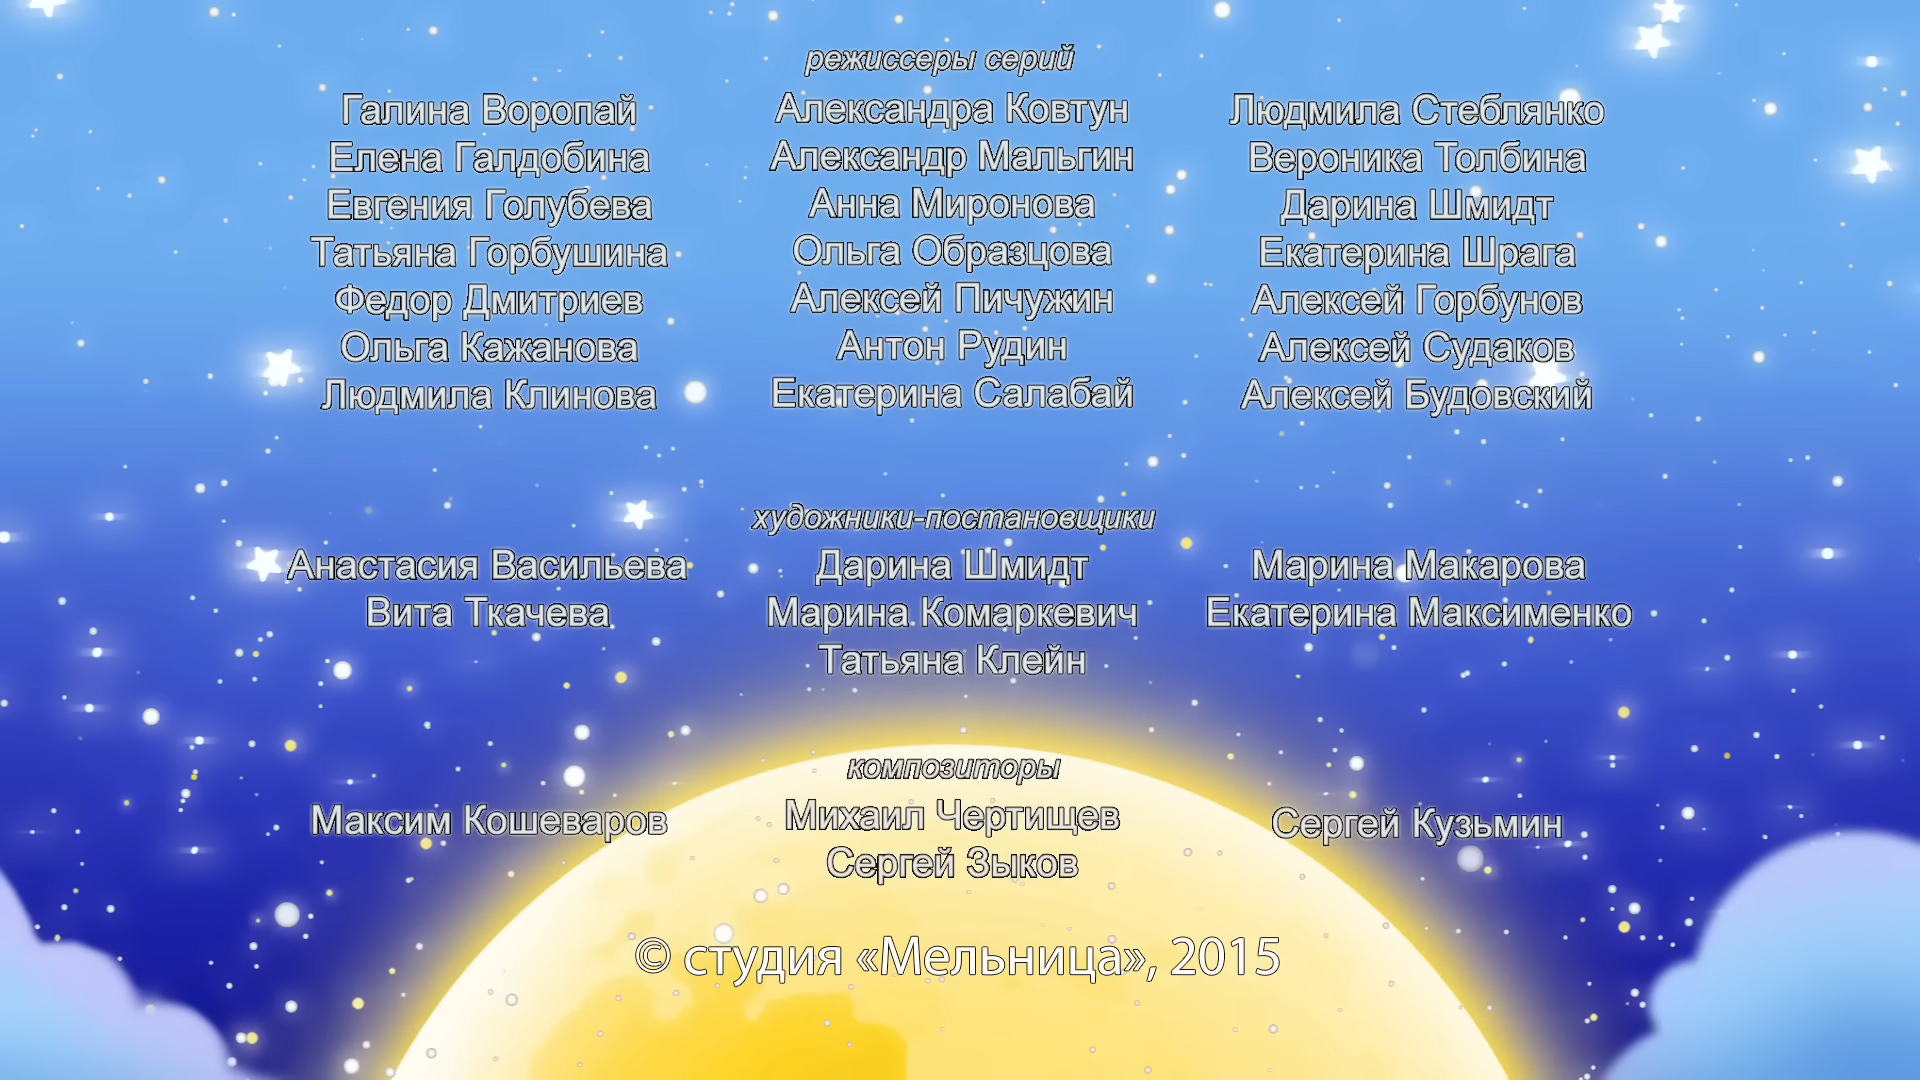 режиссеры серий
Галина Воропай
Елена Галдобина
Евгения Голубева
Татьяна Горбушина
Федор Дмитриев
Ольга Кажанова
Людмила Клинова
Александра Ковтун
Александр Мальгин
Анна Миронова
Ольга Образцова
Алексей Пичужин
Антон Рудин
Екатерина Салабай
Людмила Стеблянко
Вероника Толбина
Дарина Шмидт
Екатерина Шрага
Алексей Горбунов
Алексей Судаков
Алексей Будовский
художники-постановщики
Анастасия Васильева
Вита Ткачева
Дарина Шмидт
Марина Комаркевич
Татьяна Клейн
Марина Макарова
Екатерина Максименко
композиторы
Максим Кошеваров
Михаил Чертищев
Сергей Зыков
Сергей Кузьмин
© студия «Мельница», 2015